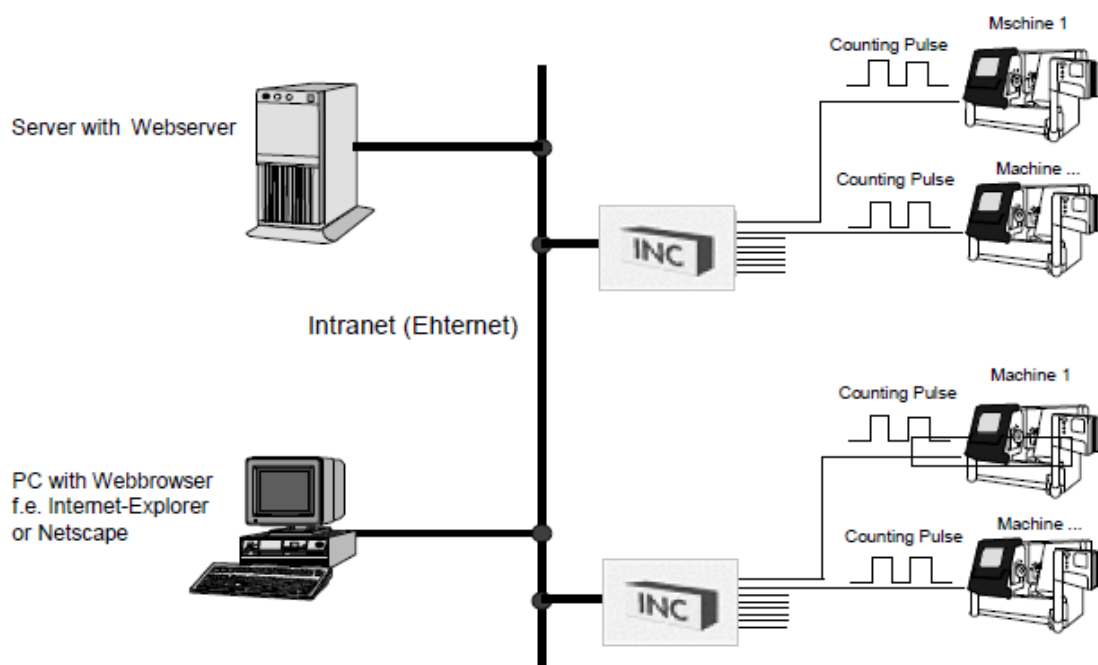 Mschine 1
Counting Pulse
Server with  Webserver
Machine ...
Counting Pulse
INC
Intranet (Ehternet)
Machine 1
Counting Pulse
PC with Webbrowser
f.e. Internet-Explorer
or Netscape
Machine ...
Counting Pulse
INC